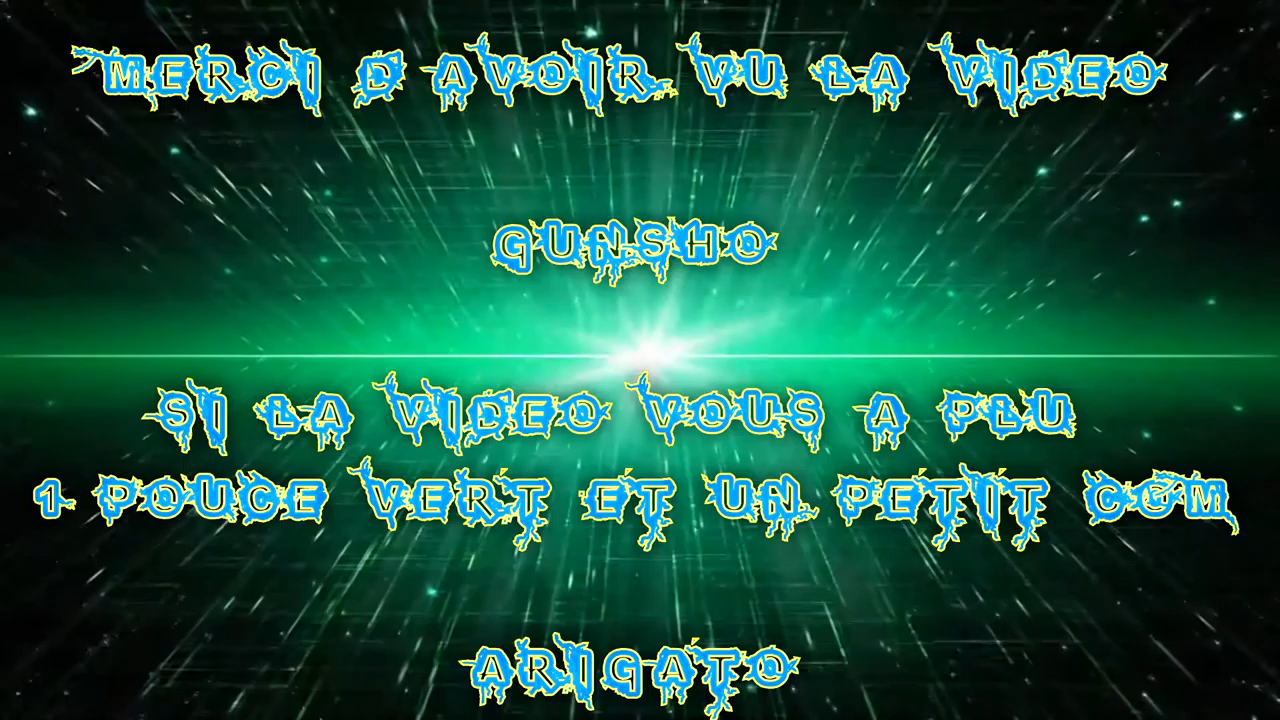 MERCI D AVOIR VU LA VIDEO
GUNSHO
SI LA VIDEO VOUS A PLU
1 POUCE VERT ET UN PETIT COM
ARIGATO